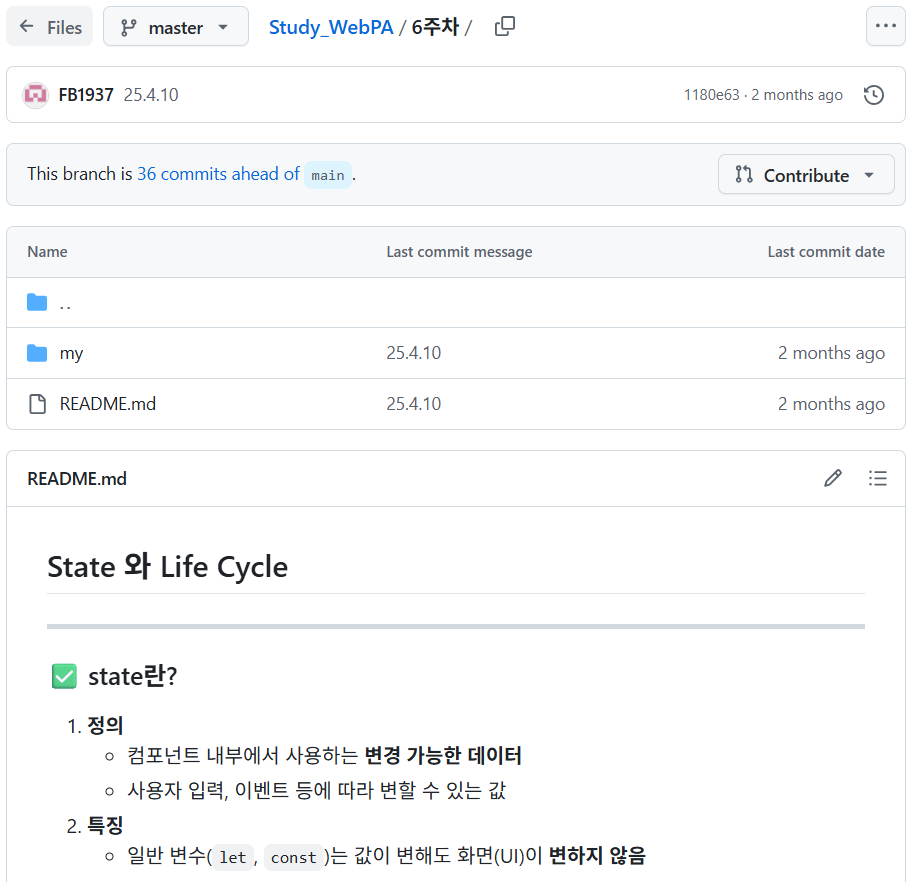 Files master Study_WebPA / 6주차 /
FB1937 25.4.10 1180e63 · 2 months ago
This branch is 36 commits ahead of main . Contribute
Name Last commit message Last commit date
..
my 25.4.10 2 months ago
README.md 25.4.10 2 months ago
README.md
State 와 Life Cycle
✅ state란?
1. 정의
컴포넌트 내부에서 사용하는 변경 가능한 데이터
사용자 입력, 이벤트 등에 따라 변할 수 있는 값
2. 특징
일반 변수( let , const )는 값이 변해도 화면(UI)이 변하지 않음